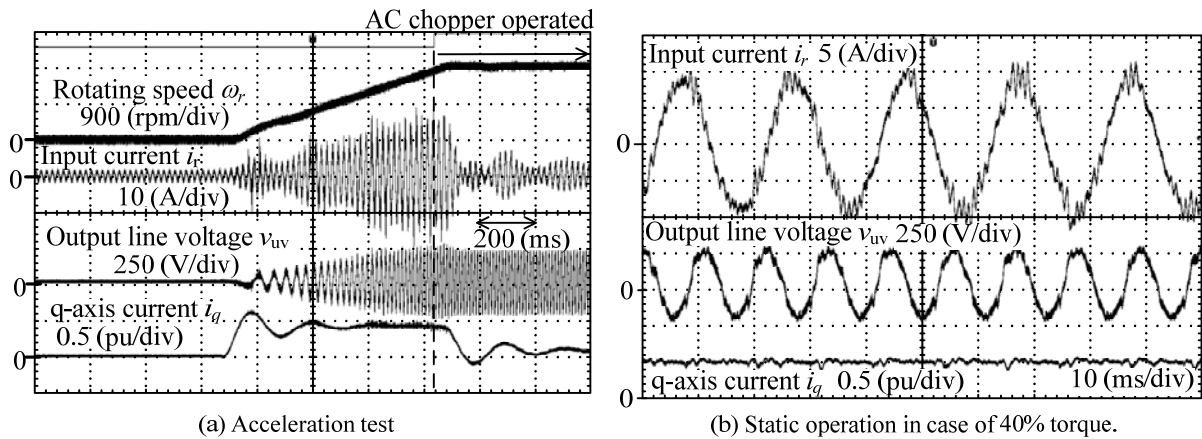 AC chopper operated
Rotating speed ωr
900 (rpm/div)
0
Input current ir
0
10 (A/div)
200 (ms)
Output line voltage vuv
250 (V/div)
0
q-axis current iq
0.5 (pu/div)
0
(a) Acceleration test
Input current ir 5 (A/div)
0
Output line voltage vuv 250 (V/div)
0
q-axis current iq 0.5 (pu/div)
10 (ms/div)
0
(b) Static operation in case of 40% torque.